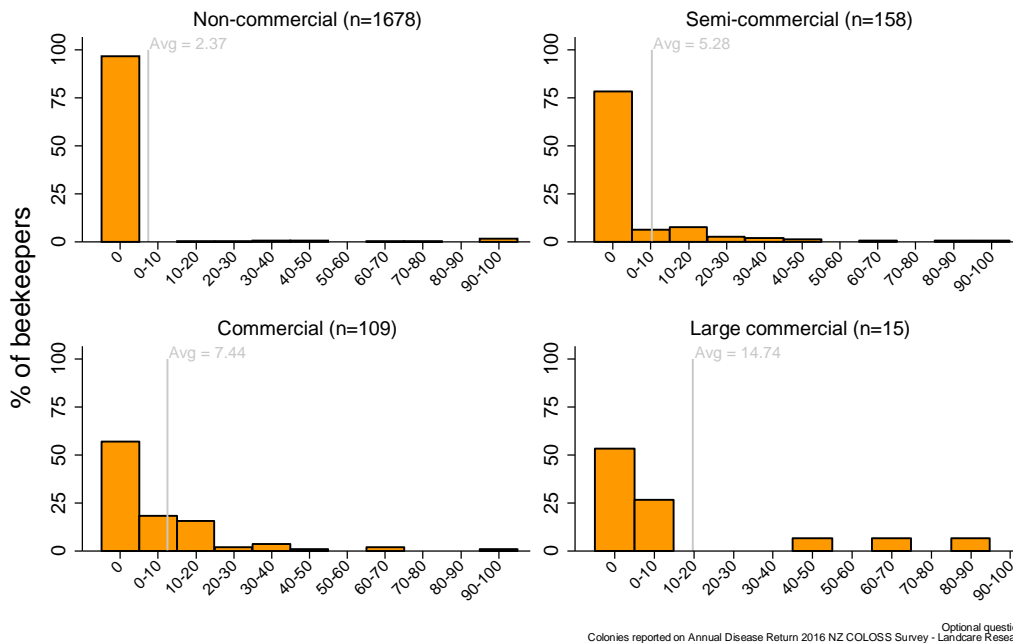 Non-commercial (n=1678)
Avg = 2.37
% of beekeepers
100
75
50
25
0
0 0-10 10-20 20-30 30-40 40-50 50-60 60-70 70-80 80-90 90-100
Semi-commercial (n=158)
Avg = 5.28
100
75
50
25
0
0 0-10 10-20 20-30 30-40 40-50 50-60 60-70 70-80 80-90 90-100
Commercial (n=109)
Avg = 7.44
100
75
50
25
0
0 0-10 10-20 20-30 30-40 40-50 50-60 60-70 70-80 80-90 90-100
Large commercial (n=15)
Avg = 14.74
100
75
50
25
0
0 0-10 10-20 20-30 30-40 40-50 50-60 60-70 70-80 80-90 90-100
Optional questi
Colonies reported on Annual Disease Return 2016 NZ COLOSS Survey - Landcare Resea